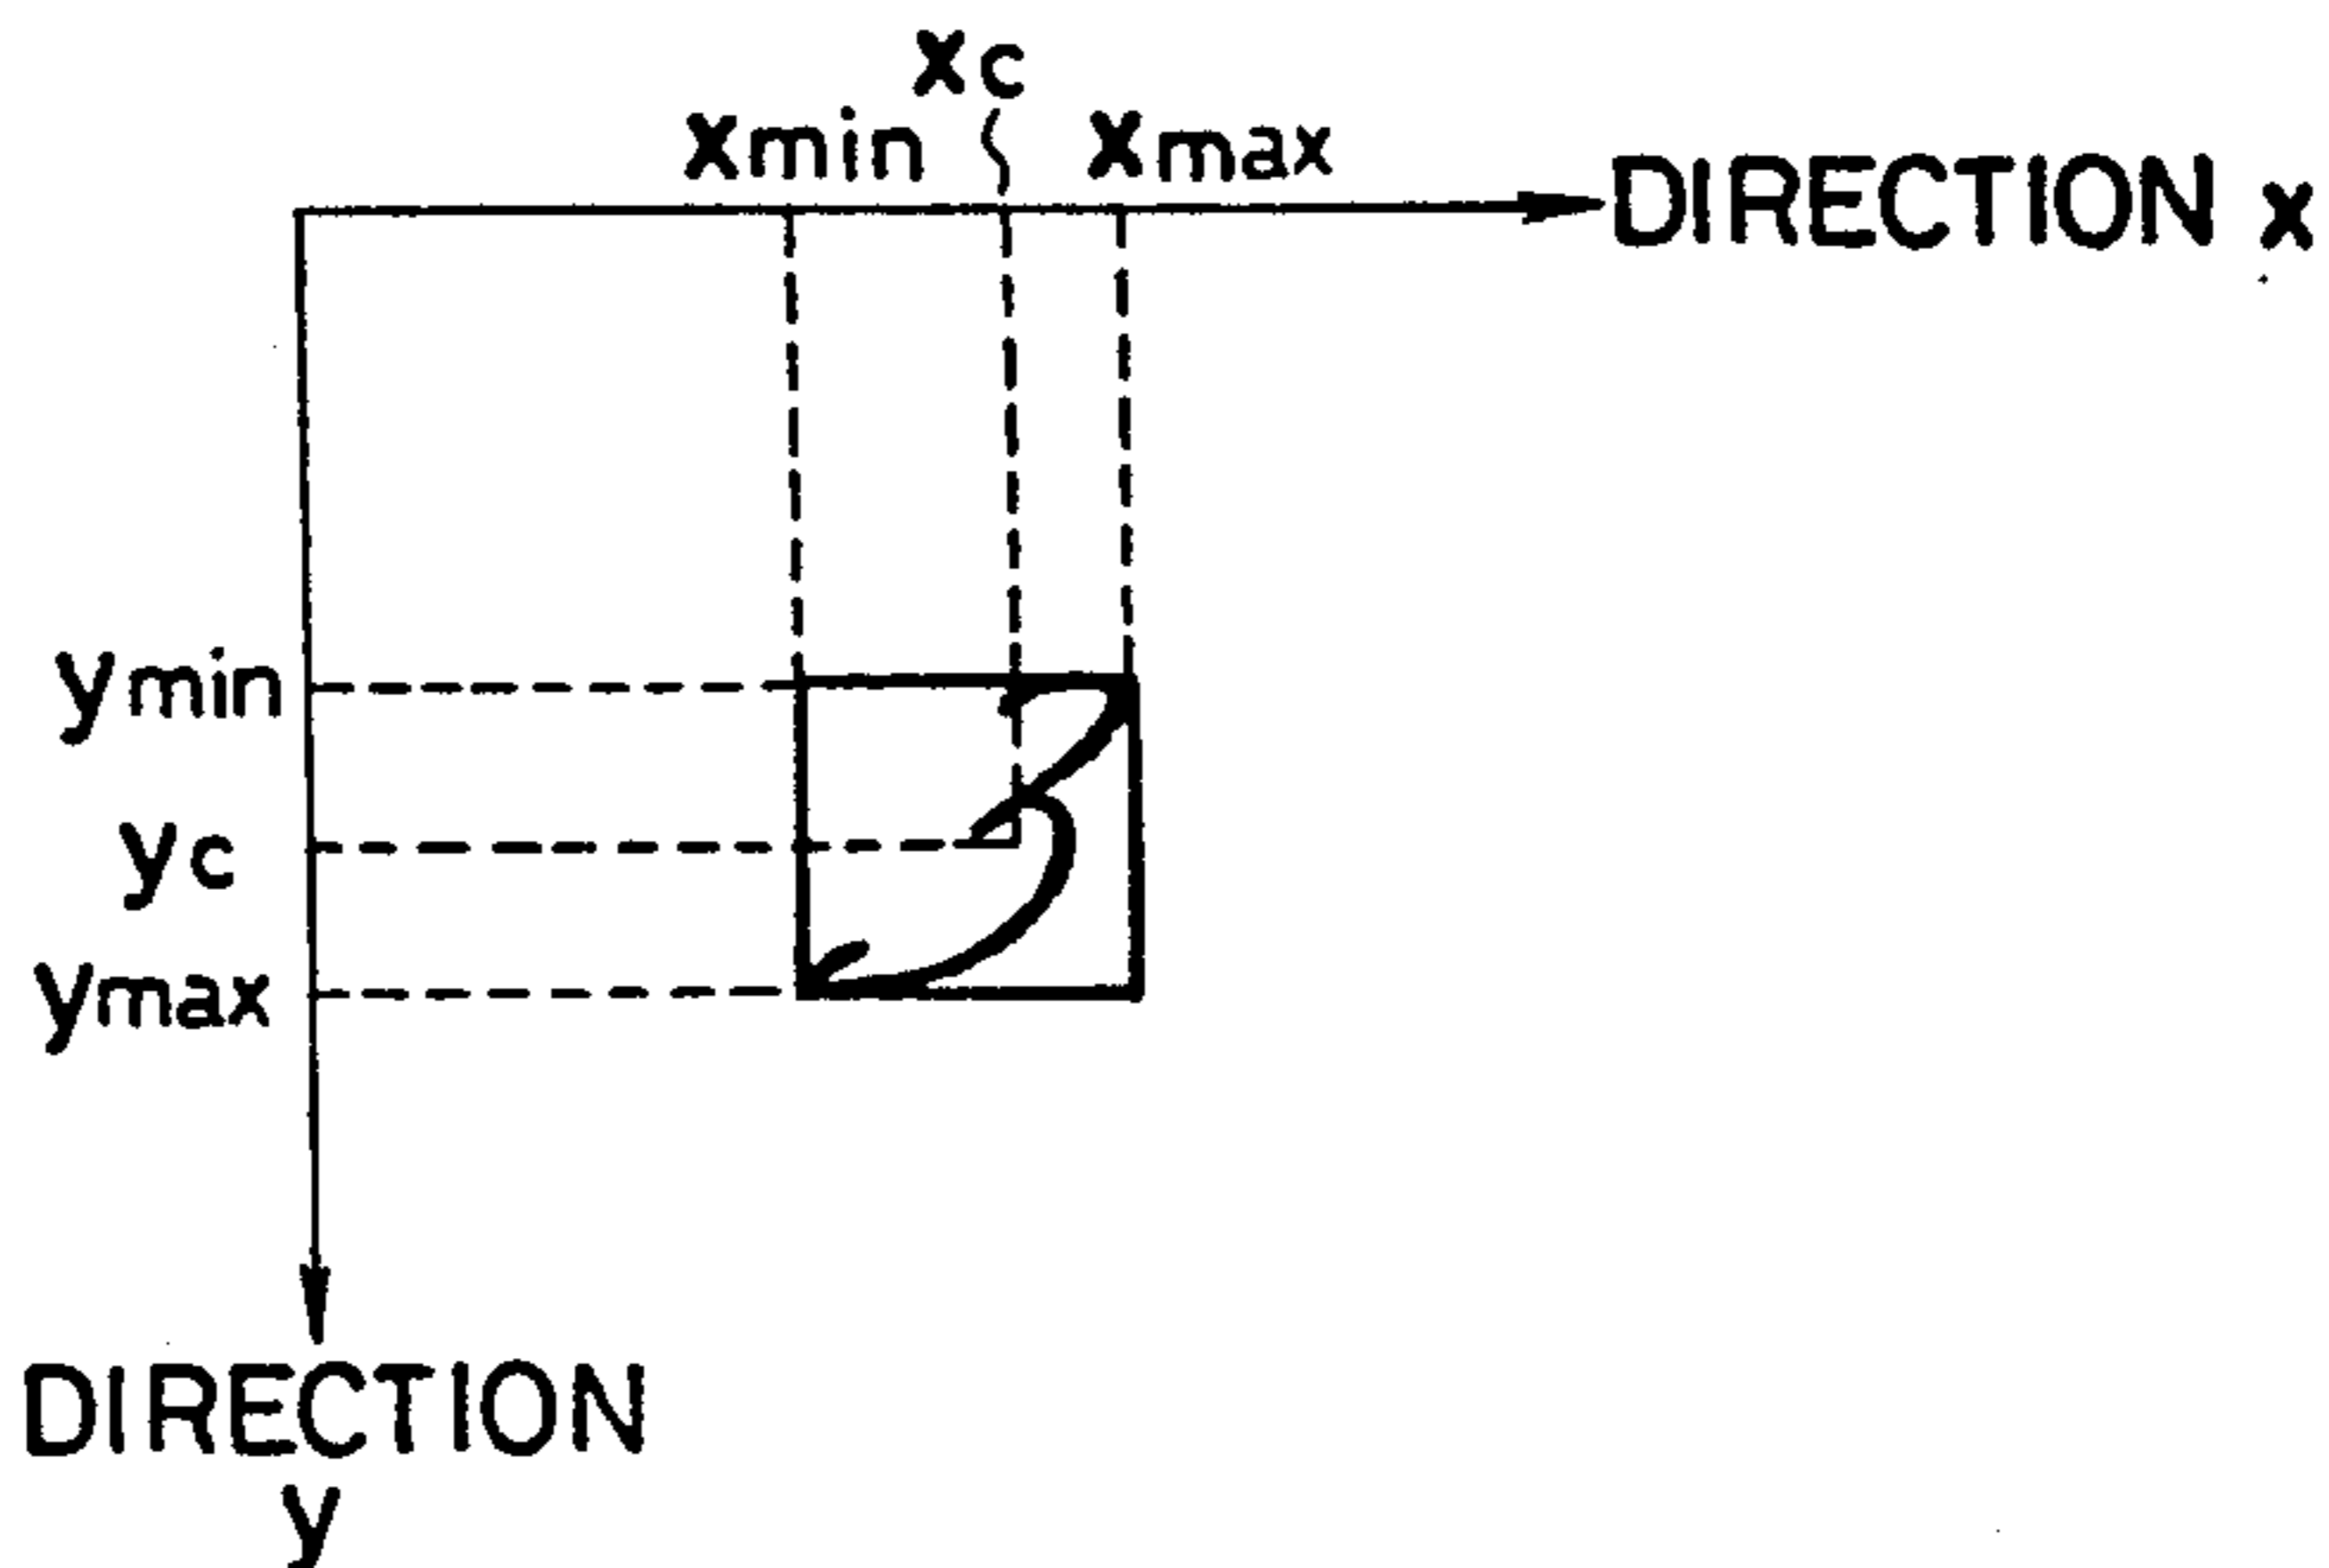 xc
xmin xmax
DIRECTION x
ymin
yc
ymax
DIRECTION
y